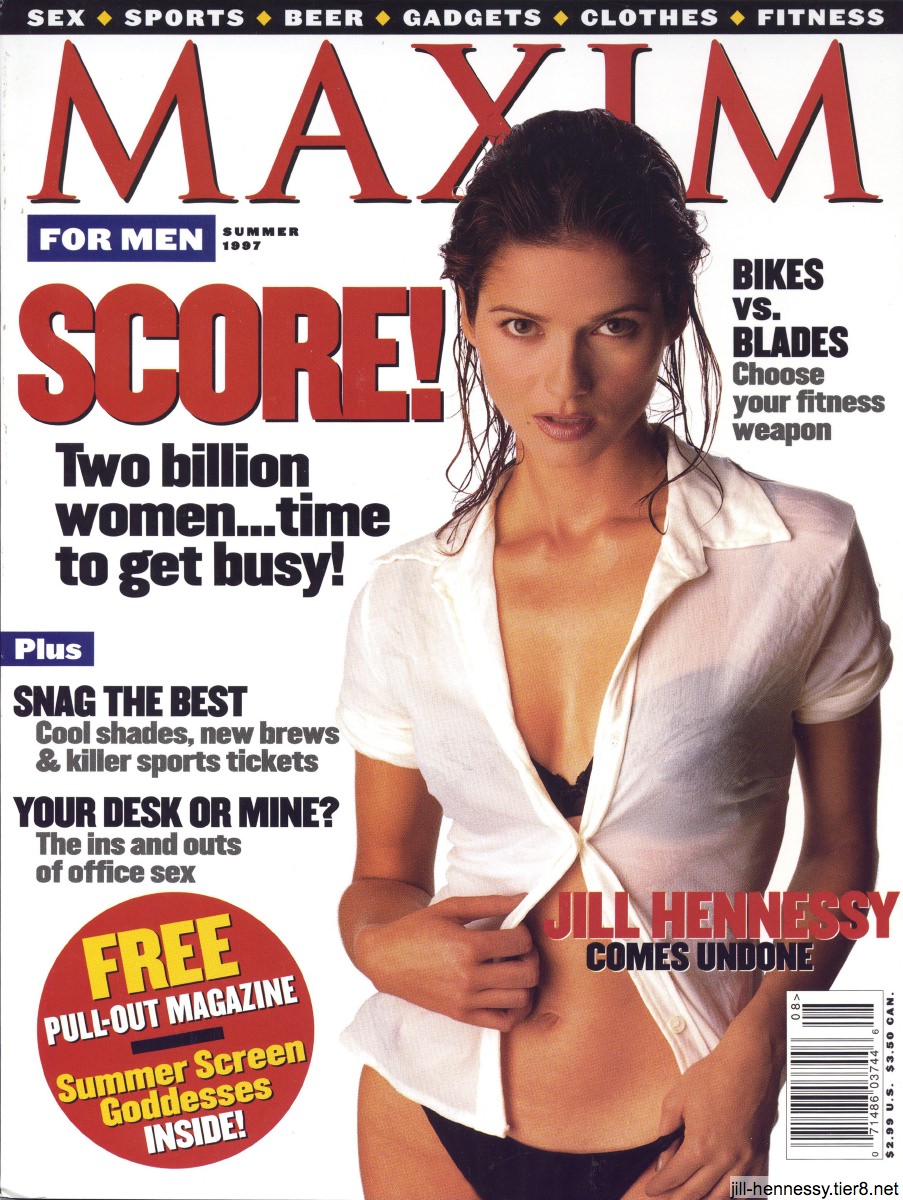 SEX ◆ SPORTS ◆ BEER ◆ GADGETS ◆ CLOTHES ◆ FITNESS
MAXIM
FOR MEN
SUMMER
1997
SCORE!
Two billion
women...time
to get busy!
BIKES
vs.
BLADES
Choose
your fitness
weapon
Plus
SNAG THE BEST
Cool shades, new brews
& killer sports tickets
YOUR DESK OR MINE?
The ins and outs
of office sex
FREE
PULL-OUT MAGAZINE
Summer Screen
Goddesses
INSIDE!
JILL HENNESSY
COMES UNDONE
08>
0 71486 03744 6
$2.99 U.S. $3.50 CAN.
jill-hennessy.tier8.net